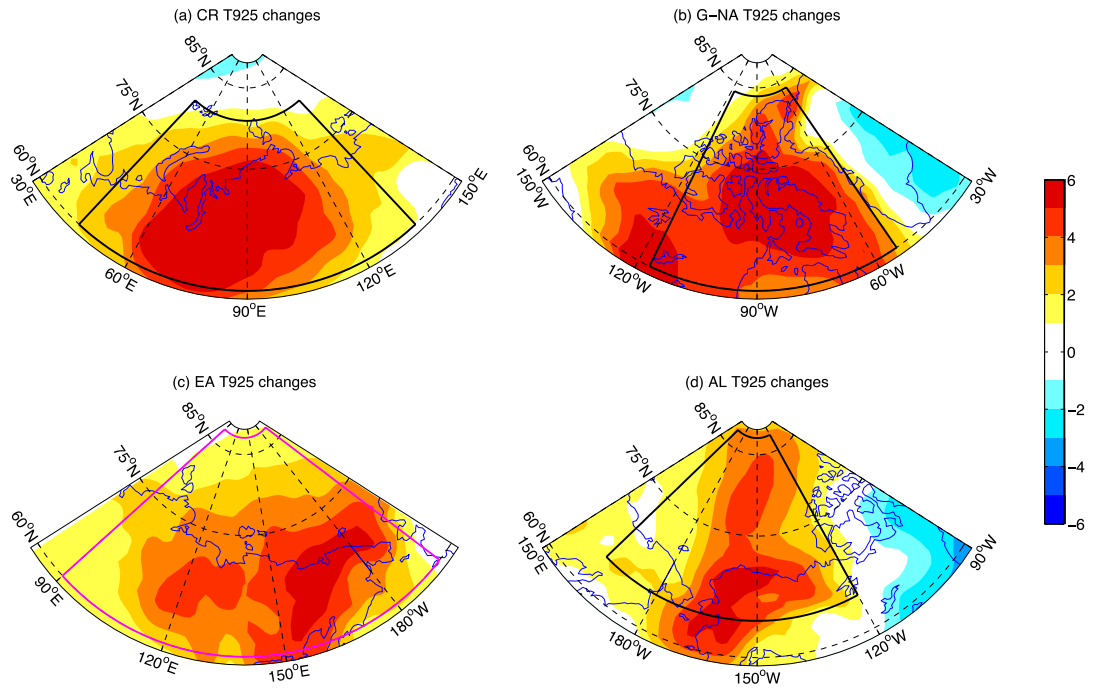 (a) CR T925 changes
(b) G−NA T925 changes
85°N
75°N
60°N
30°E
60°E
90°E
120°E
150°E
85°N
75°N
60°N
150°W
120°W
90°W
60°W
30°W
6
4
2
0
−2
−4
−6
(c) EA T925 changes
(d) AL T925 changes
85°N
75°N
60°N
90°E
120°E
150°E
180°W
85°N
75°N
60°N
150°E
180°W
150°W
120°W
90°W